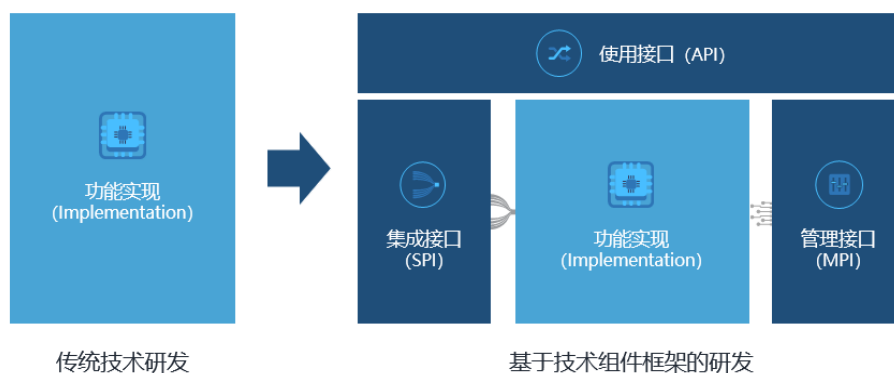 功能实现
(Implementation)
传统技术研发
使用接口 (API)
集成接口
(SPI)
功能实现
(Implementation)
管理接口
(MPI)
基于技术组件框架的研发